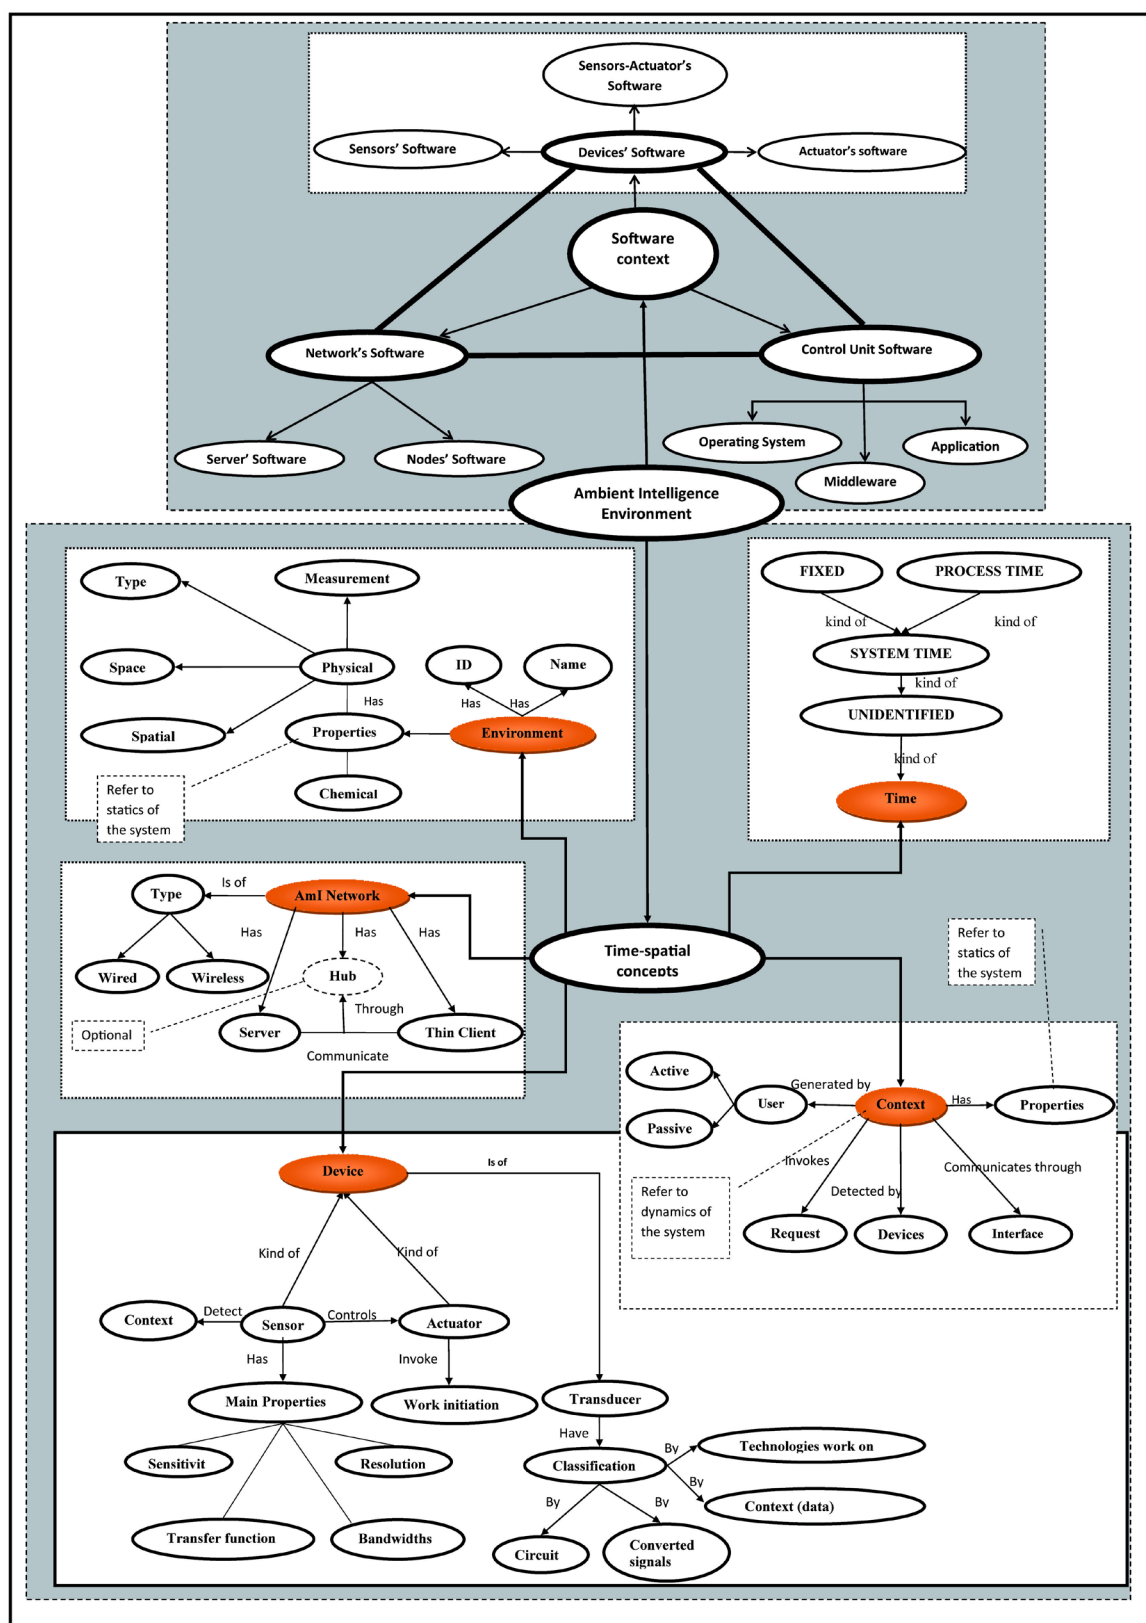 Sensors-Actuator's
Software
Sensors' Software
Devices' Software
Actuator's software
Software
context
Network's Software
Control Unit Software
Server' Software
Nodes' Software
Operating System
Application
Middleware
Ambient Intelligence
Environment
Type
Measurement
Space
Physical
ID
Name
Has
Has
Has
Spatial
Properties
Environment
Refer to
statics of
the system
Chemical
FIXED
PROCESS TIME
kind of
kind of
SYSTEM TIME
kind of
UNIDENTIFIED
kind of
Time
Type
Is of
AmI Network
Has
Has
Has
Wired
Wireless
Hub
Through
Optional
Server
Thin Client
Communicate
Time-spatial
concepts
Refer to
statics of
the system
Active
Generated by
User
Context
Has
Properties
Passive
Invokes
Communicates through
Refer to
dynamics of
the system
Detected by
Request
Devices
Interface
Device
Is of
Kind of
Kind of
Context
Detect
Sensor
Controls
Actuator
Has
Invoke
Main Properties
Work initiation
Transducer
Have
Sensitivit
Resolution
Classification
By
Technologies work on
By
Context (data)
By
By
Transfer function
Bandwidths
Circuit
Converted
signals